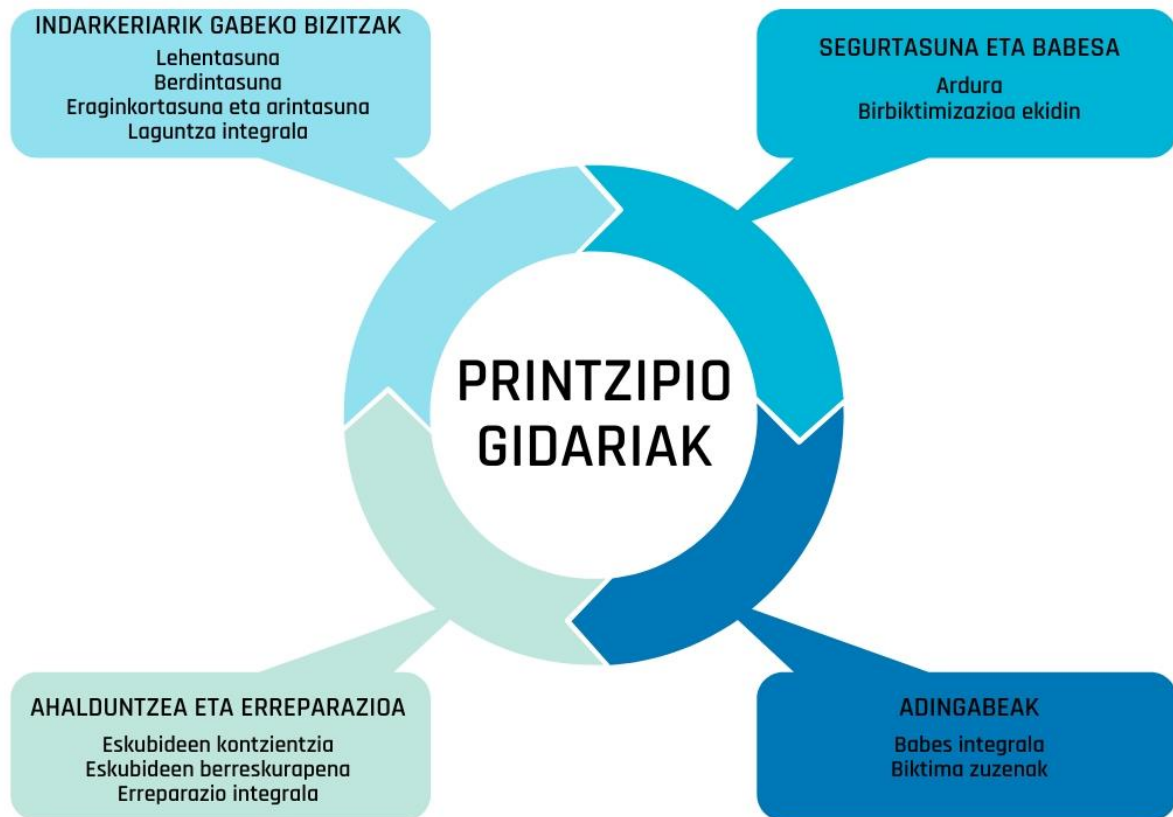 INDARKERIARIK GABEKO BIZITZAK
Lehentasuna
Berdintasuna
Eraginkortasuna eta arintasuna
Laguntza integrala
SEGURTASUNA ETA BABESA
Ardura
Birbiktimizazioa ekidin
PRINTZIPIO
GIDARIAK
AHALDUNTZEA ETA ERREPARAZIOA
Eskubideen kontzientzia
Eskubideen berreskurapena
Erreparazio integrala
ADINGABEAK
Babes integrala
Biktima zuzenak